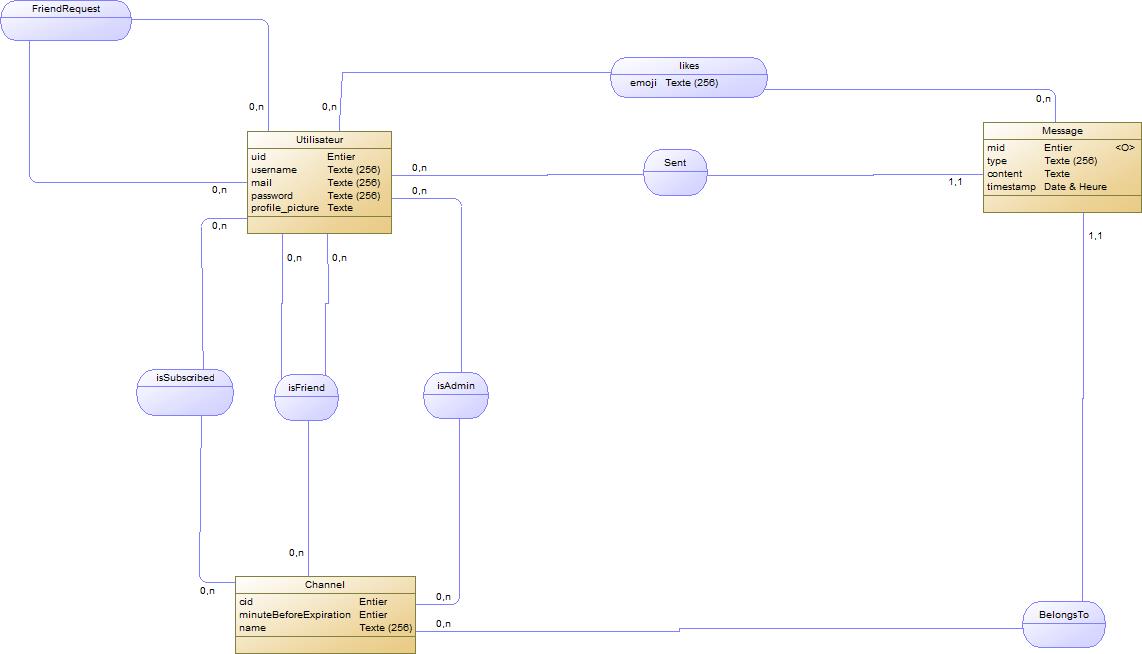 FriendRequest
likes
emoji Texte (256)
0,n
0,n
0,n
Utilisateur
uid Entier
username Texte (256)
mail Texte (256)
password Texte (256)
profile_picture Texte
Message
mid Entier <O>
type Texte (256)
content Texte
timestamp Date & Heure
0,n
Sent
1,1
0,n
0,n
0,n
0,n
0,n
1,1
isSubscribed
isFriend
isAdmin
0,n
0,n
Channel
cid Entier
minuteBeforeExpiration Entier
name Texte (256)
0,n
0,n
BelongsTo